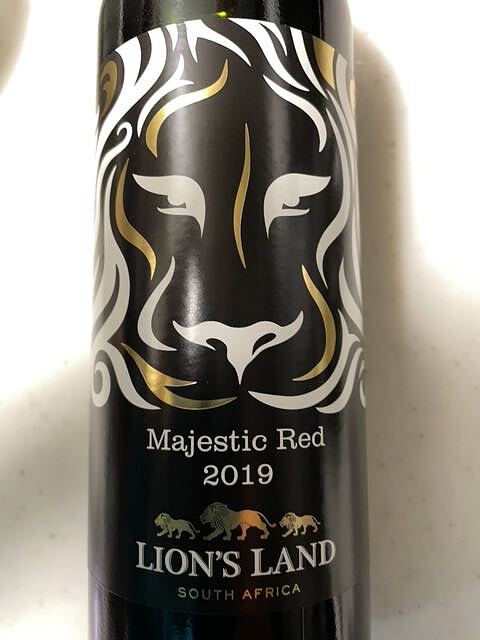 Majestic Red
2019
LION'S LAND
SOUTH AFRICA